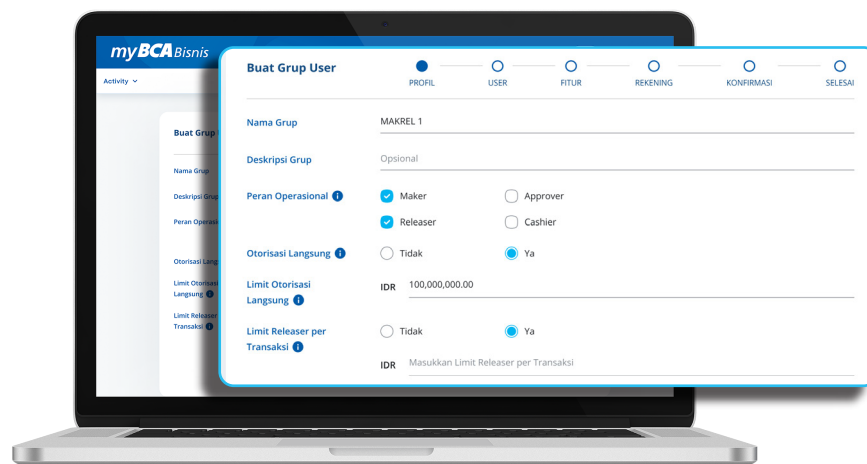 myBCA Bisnis
Activity
Buat Grup
Nama Grup
Deskripsi Grup
Peran Operasi
Otorisasi Lang
Limit Otorisas
Langsung
Limit Releaser
Transaksi
Buat Grup User
PROFIL
USER
FITUR
REKENING
KONFIRMASI
SELESAI
Nama Grup
MAKREL 1
Deskripsi Grup
Opsional
Peran Operasional
Maker
Approver
Releaser
Cashier
Otorisasi Langsung
Tidak
Ya
Limit Otorisasi
Langsung
IDR 100,000,000.00
Limit Releaser per
Transaksi
Tidak
Ya
IDR Masukkan Limit Releaser per Transaksi